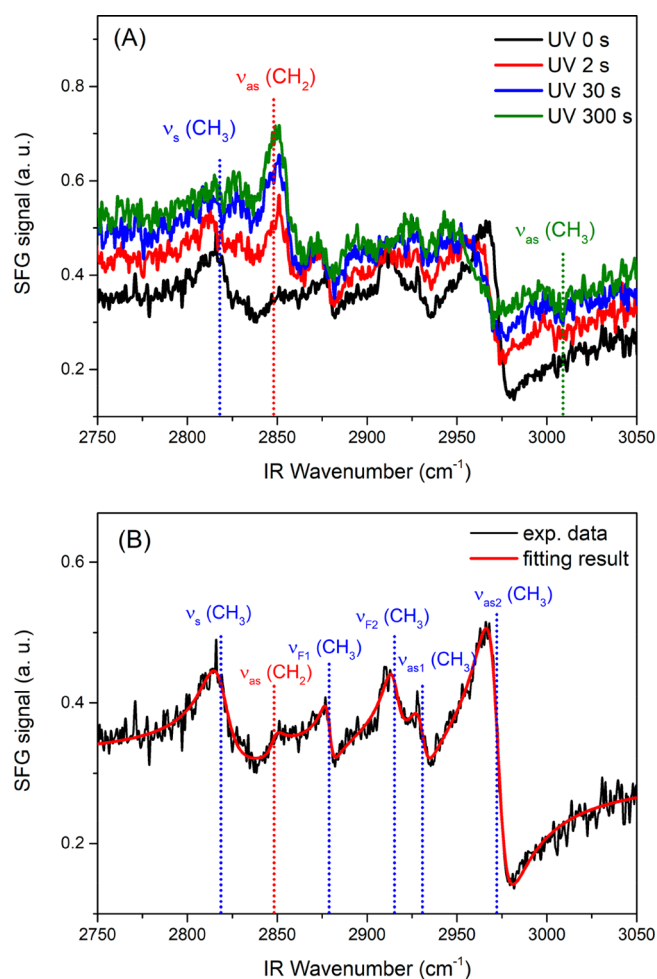 (A)
UV 0 s
UV 2 s
UV 30 s
UV 300 s
νas (CH2)
νs (CH3)
νas (CH3)
SFG signal (a. u.)
0.8
0.6
0.4
0.2
2750 2800 2850 2900 2950 3000 3050
IR Wavenumber (cm-1)
(B)
exp. data
fitting result
νs (CH3)
νas (CH2)
νF1 (CH3)
νF2 (CH3)
νas1 (CH3)
νas2 (CH3)
SFG signal (a. u.)
0.6
0.4
0.2
2750 2800 2850 2900 2950 3000 3050
IR Wavenumber (cm-1)